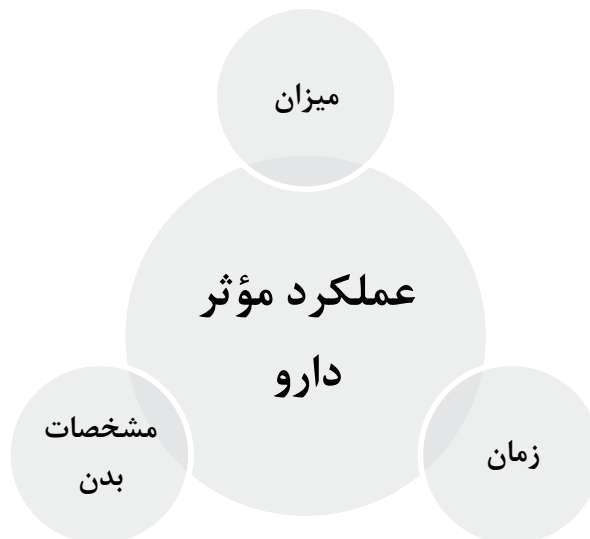 میزان
عملکرد مؤثر
دارو
زمان
مشخصات
بدن